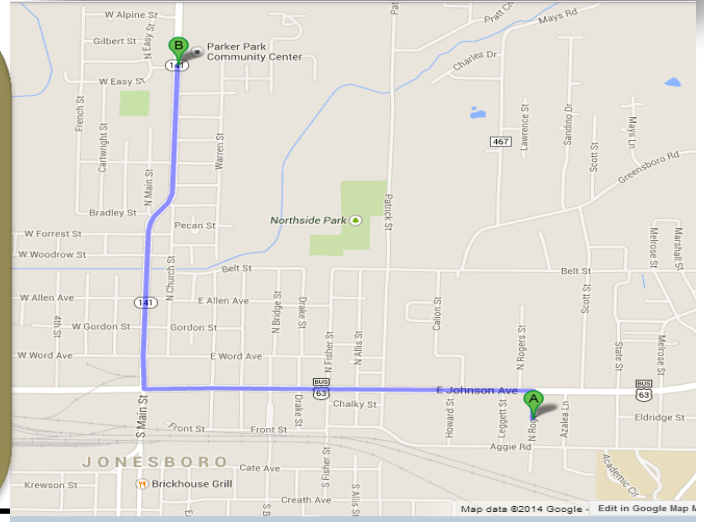 W Alpine St
Pat
Pratt C
Mays Rd
Gilbert St
N Easy St
B
Parker Park
Community Center
141
Charles Dr
W Easy St
French St
Cartwright St
N Main St
Warren St
467
Lawrence St
Sandino Dr
Scott St
Mays Ln
Greensboro Rd
Bradley St
Pecan St
Northside Park
Patrick St
W Forrest St
W Woodrow St
N Church St
Belt St
Belt St
Melrose St
Marshall St
W Allen Ave
141
E Allen Ave
N Bridge St
Drake St
Calion St
Scott St
4th St
W Gordon St
Gordon St
N Fisher St
N Allis St
N Rogers St
State St
Melrose St
W Word Ave
E Word Ave
BUS
63
E Johnson Ave
BUS
63
A
S Main St
Drake St
Chalky St
Howard St
Leggett St
N Rog
Azalea Ln
Eldridge St
Front St
Front St
Aggie Rd
JONESBORO
Cate Ave
S Fisher St
S Allis St
Academic Cir
Krewson St
Brickhouse Grill
Creath Ave
Map data ©2014 Google -
Edit in Google Map M